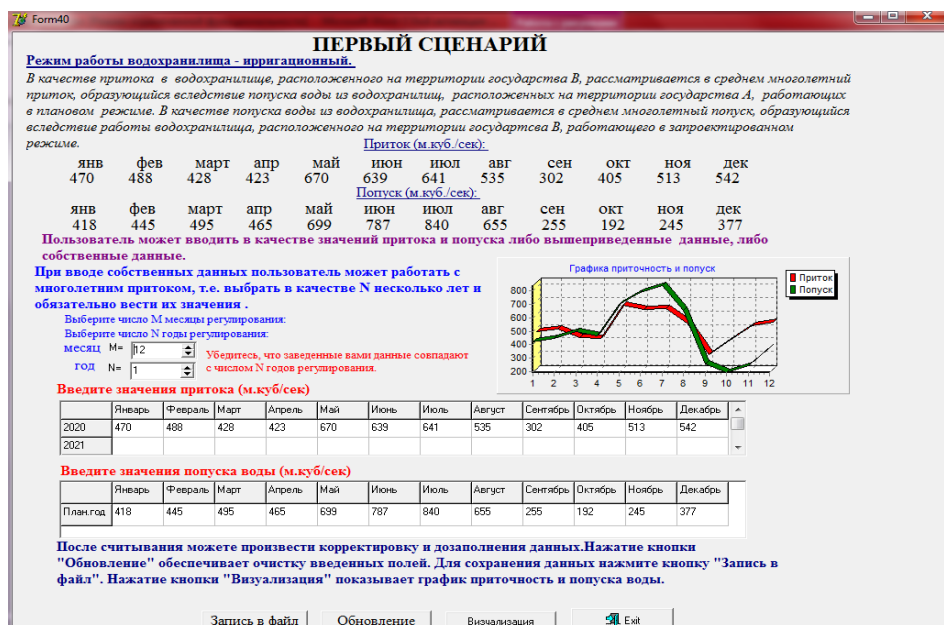 Form40
ПЕРВЫЙ СЦЕНАРИЙ
Режим работы водохранилища - ирригационный.
В качестве притока в водохранилище, расположенного на территории государства В, рассматривается в среднем многолетний
приток, образующийся вследствие попуска воды из водохранилищ, расположенных на территории государства А, работающих
в плановом режиме. В качестве попуска воды из водохранилища, рассматривается в среднем многолетный попуск, образующийся
вследствие работы водохранилища, расположенного на территории государтсва В, работающего в запроектированном
режиме.
Приток (м.куб./сек):
янв фев март апр май июн июл авг сен окт ноя дек
470 488 428 423 670 639 641 535 302 405 513 542
Попуск (м.куб./сек):
янв фев март апр май июн июл авг сен окт ноя дек
418 445 495 465 699 787 840 655 255 192 245 377
Пользователь может вводить в качестве значений притока и попуска либо вышеприведенные данные, либо
собственные данные.
При вводе собственных данных пользователь может работать с
многолетним притоком, т.е. выбрать в качестве N несколько лет и
обязательно вести их значения .
Выберите число М месяцы регулирования:
Выберите число N годы регулирования:
месяц M= 12
год N= 1
Убедитесь, что заведенные вами данные совпадают
с числом N годов регулирования.
Графика приточность и попуск
Приток
Попуск
800
700
600
500
400
300
200
1 2 3 4 5 6 7 8 9 10 11 12
Введите значения притока (м.куб/сек)
Январь Февраль Март Апрель Май Июнь Июль Август Сентябрь Октябрь Ноябрь Декабрь
2020 470 488 428 423 670 639 641 535 302 405 513 542
2021
Введите значения попуска воды (м.куб/сек)
Январь Февраль Март Апрель Май Июнь Июль Август Сентябрь Октябрь Ноябрь Декабрь
План.год 418 445 495 465 699 787 840 655 255 192 245 377
После считывания можете произвести корректировку и дозаполнения данных.Нажатие кнопки
"Обновление" обеспечивает очистку введенных полей. Для сохранения данных нажмите кнопку "Запись в
файл". Нажатие кнопки "Визуализация" показывает график приточность и попуска воды.
Запись в файл Обновление Визуализация Exit